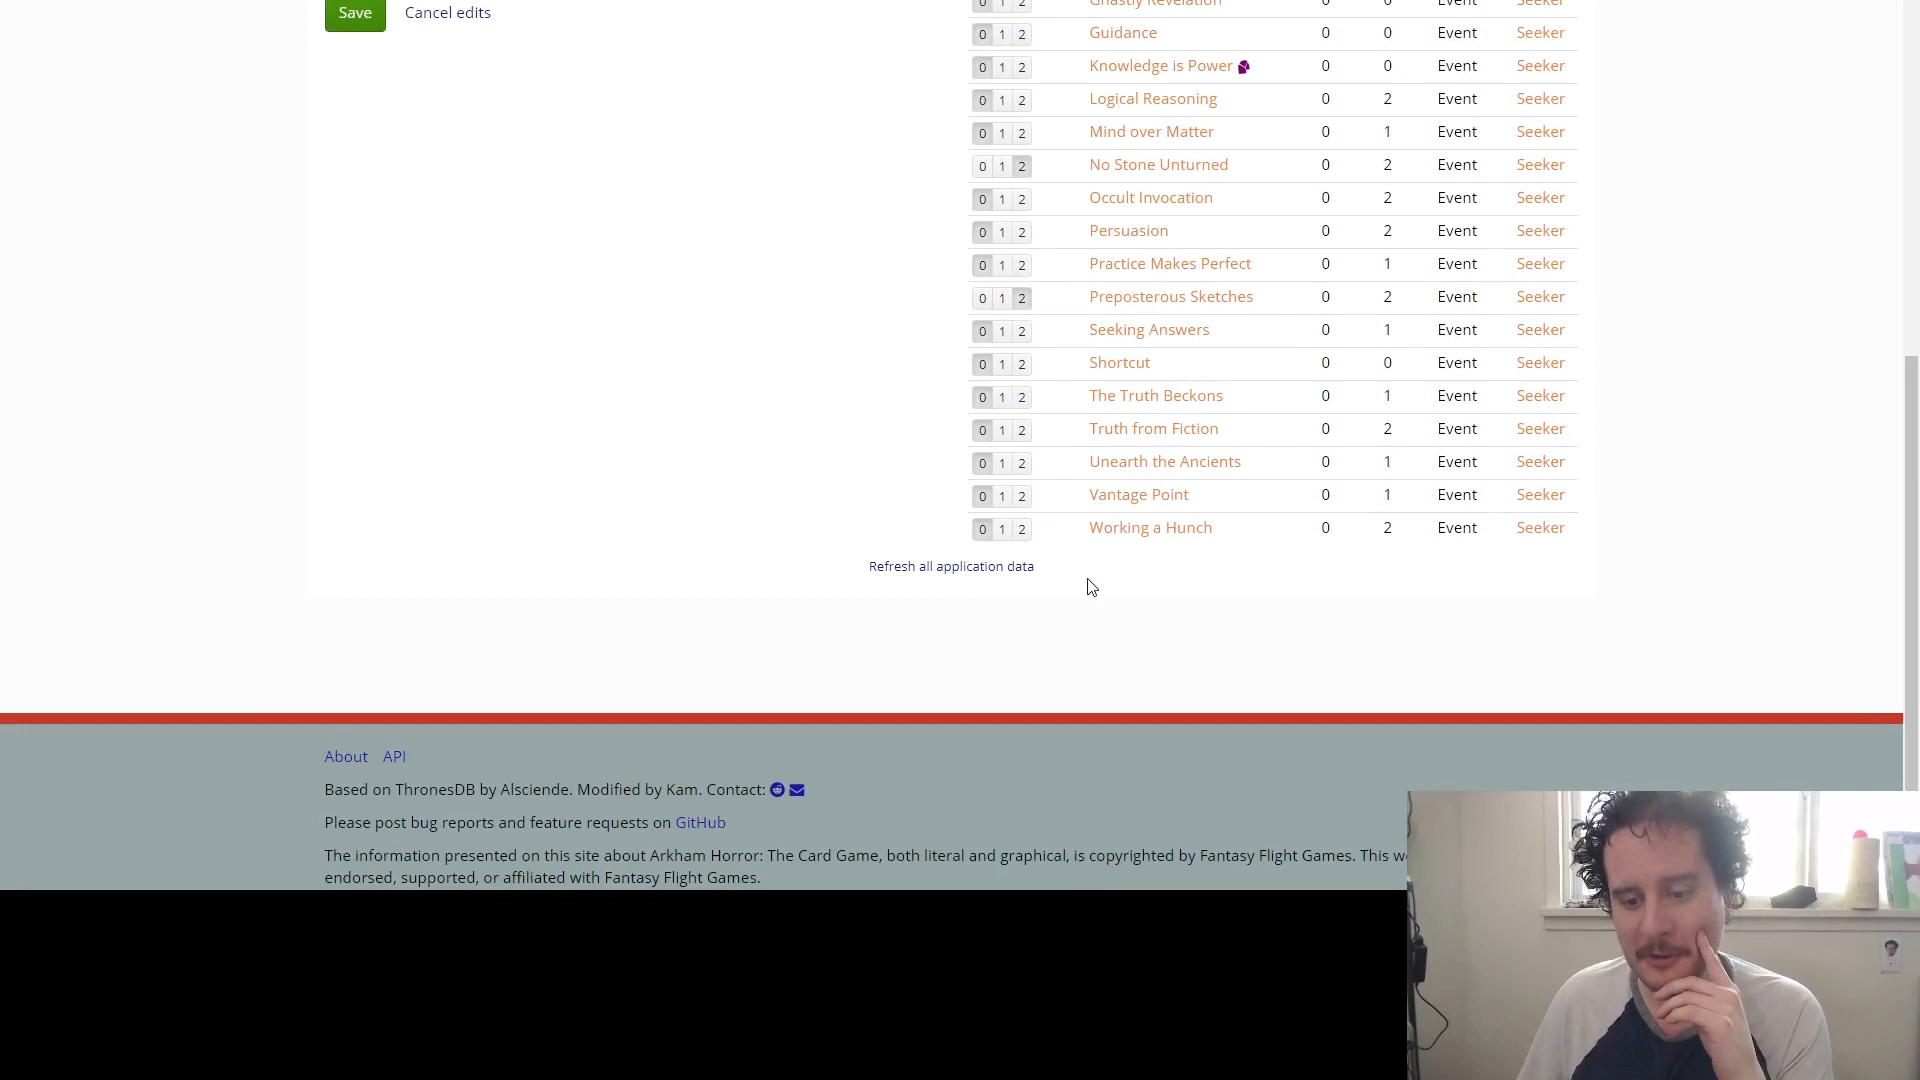 Save Cancel edits
0 1 2 Ghastly Revelation 0 0 Event Seeker
0 1 2 Guidance 0 0 Event Seeker
0 1 2 Knowledge is Power 0 0 Event Seeker
0 1 2 Logical Reasoning 0 2 Event Seeker
0 1 2 Mind over Matter 0 1 Event Seeker
0 1 2 No Stone Unturned 0 2 Event Seeker
0 1 2 Occult Invocation 0 2 Event Seeker
0 1 2 Persuasion 0 2 Event Seeker
0 1 2 Practice Makes Perfect 0 1 Event Seeker
0 1 2 Preposterous Sketches 0 2 Event Seeker
0 1 2 Seeking Answers 0 1 Event Seeker
0 1 2 Shortcut 0 0 Event Seeker
0 1 2 The Truth Beckons 0 1 Event Seeker
0 1 2 Truth from Fiction 0 2 Event Seeker
0 1 2 Unearth the Ancients 0 1 Event Seeker
0 1 2 Vantage Point 0 1 Event Seeker
0 1 2 Working a Hunch 0 2 Event Seeker
Refresh all application data
About API
Based on ThronesDB by Alsciende. Modified by Kam. Contact:
Please post bug reports and feature requests on GitHub
The information presented on this site about Arkham Horror: The Card Game, both literal and graphical, is copyrighted by Fantasy Flight Games. This
endorsed, supported, or affiliated with Fantasy Flight Games.